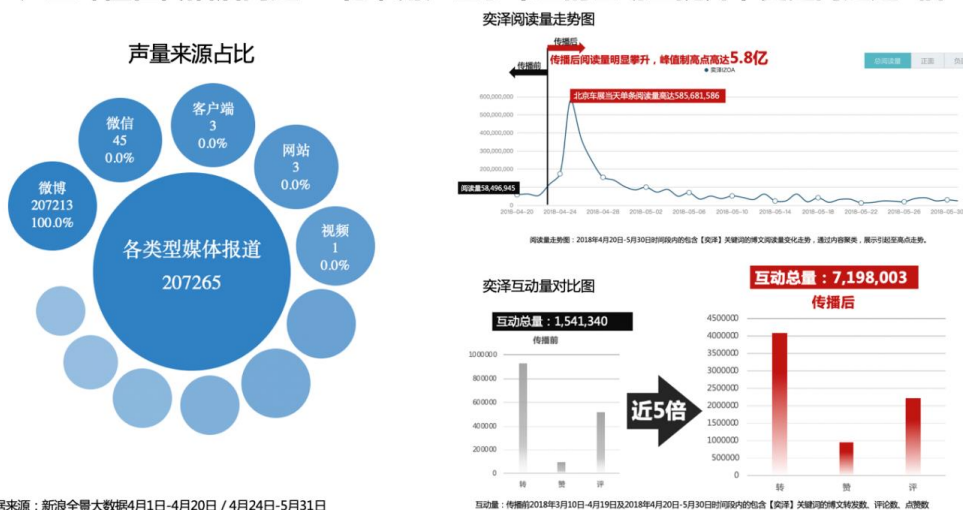 声量来源占比
客户端
3
0.0%
微信
45
0.0%
网站
3
0.0%
微博
207213
100.0%
视频
1
0.0%
各类型媒体报道
207265
新浪全量大数据4月1日-4月20日 / 4月24日-5月31日
奕泽阅读量走势图
传播后
传播前
传播后阅读量明显攀升，峰值制高点高达5.8亿
奕泽IZOA
总阅读量 正面
北京车展当天单条阅读量高达585,681,586
600,000,000
500,000,000
400,000,000
300,000,000
200,000,000
阅读量58,496,945
0
2018-04-20 2018-04-24 2018-04-28 2018-05-02 2018-05-06 2018-05-10 2018-05-14 2018-05-18 2018-05-22 2018-05-26 2018-05-30
阅读量走势图：2018年4月20日-5月30日时间段内的包含【奕泽】关键词的博文阅读量变化走势，通过内容聚类，展示引起至高点走势。
奕泽互动量对比图
互动总量：1,541,340
传播前
1000000
800000
600000
400000
200000
0
转 赞 评
近5倍
互动总量：7,198,003
传播后
4500000
4000000
3500000
3000000
2500000
2000000
1500000
1000000
500000
0
转 赞 评
互动量：传播前2018年3月10日-4月19日及2018年4月20日-5月30日时间段内的包含【奕泽】关键词的博文转发数、评论数、点赞数